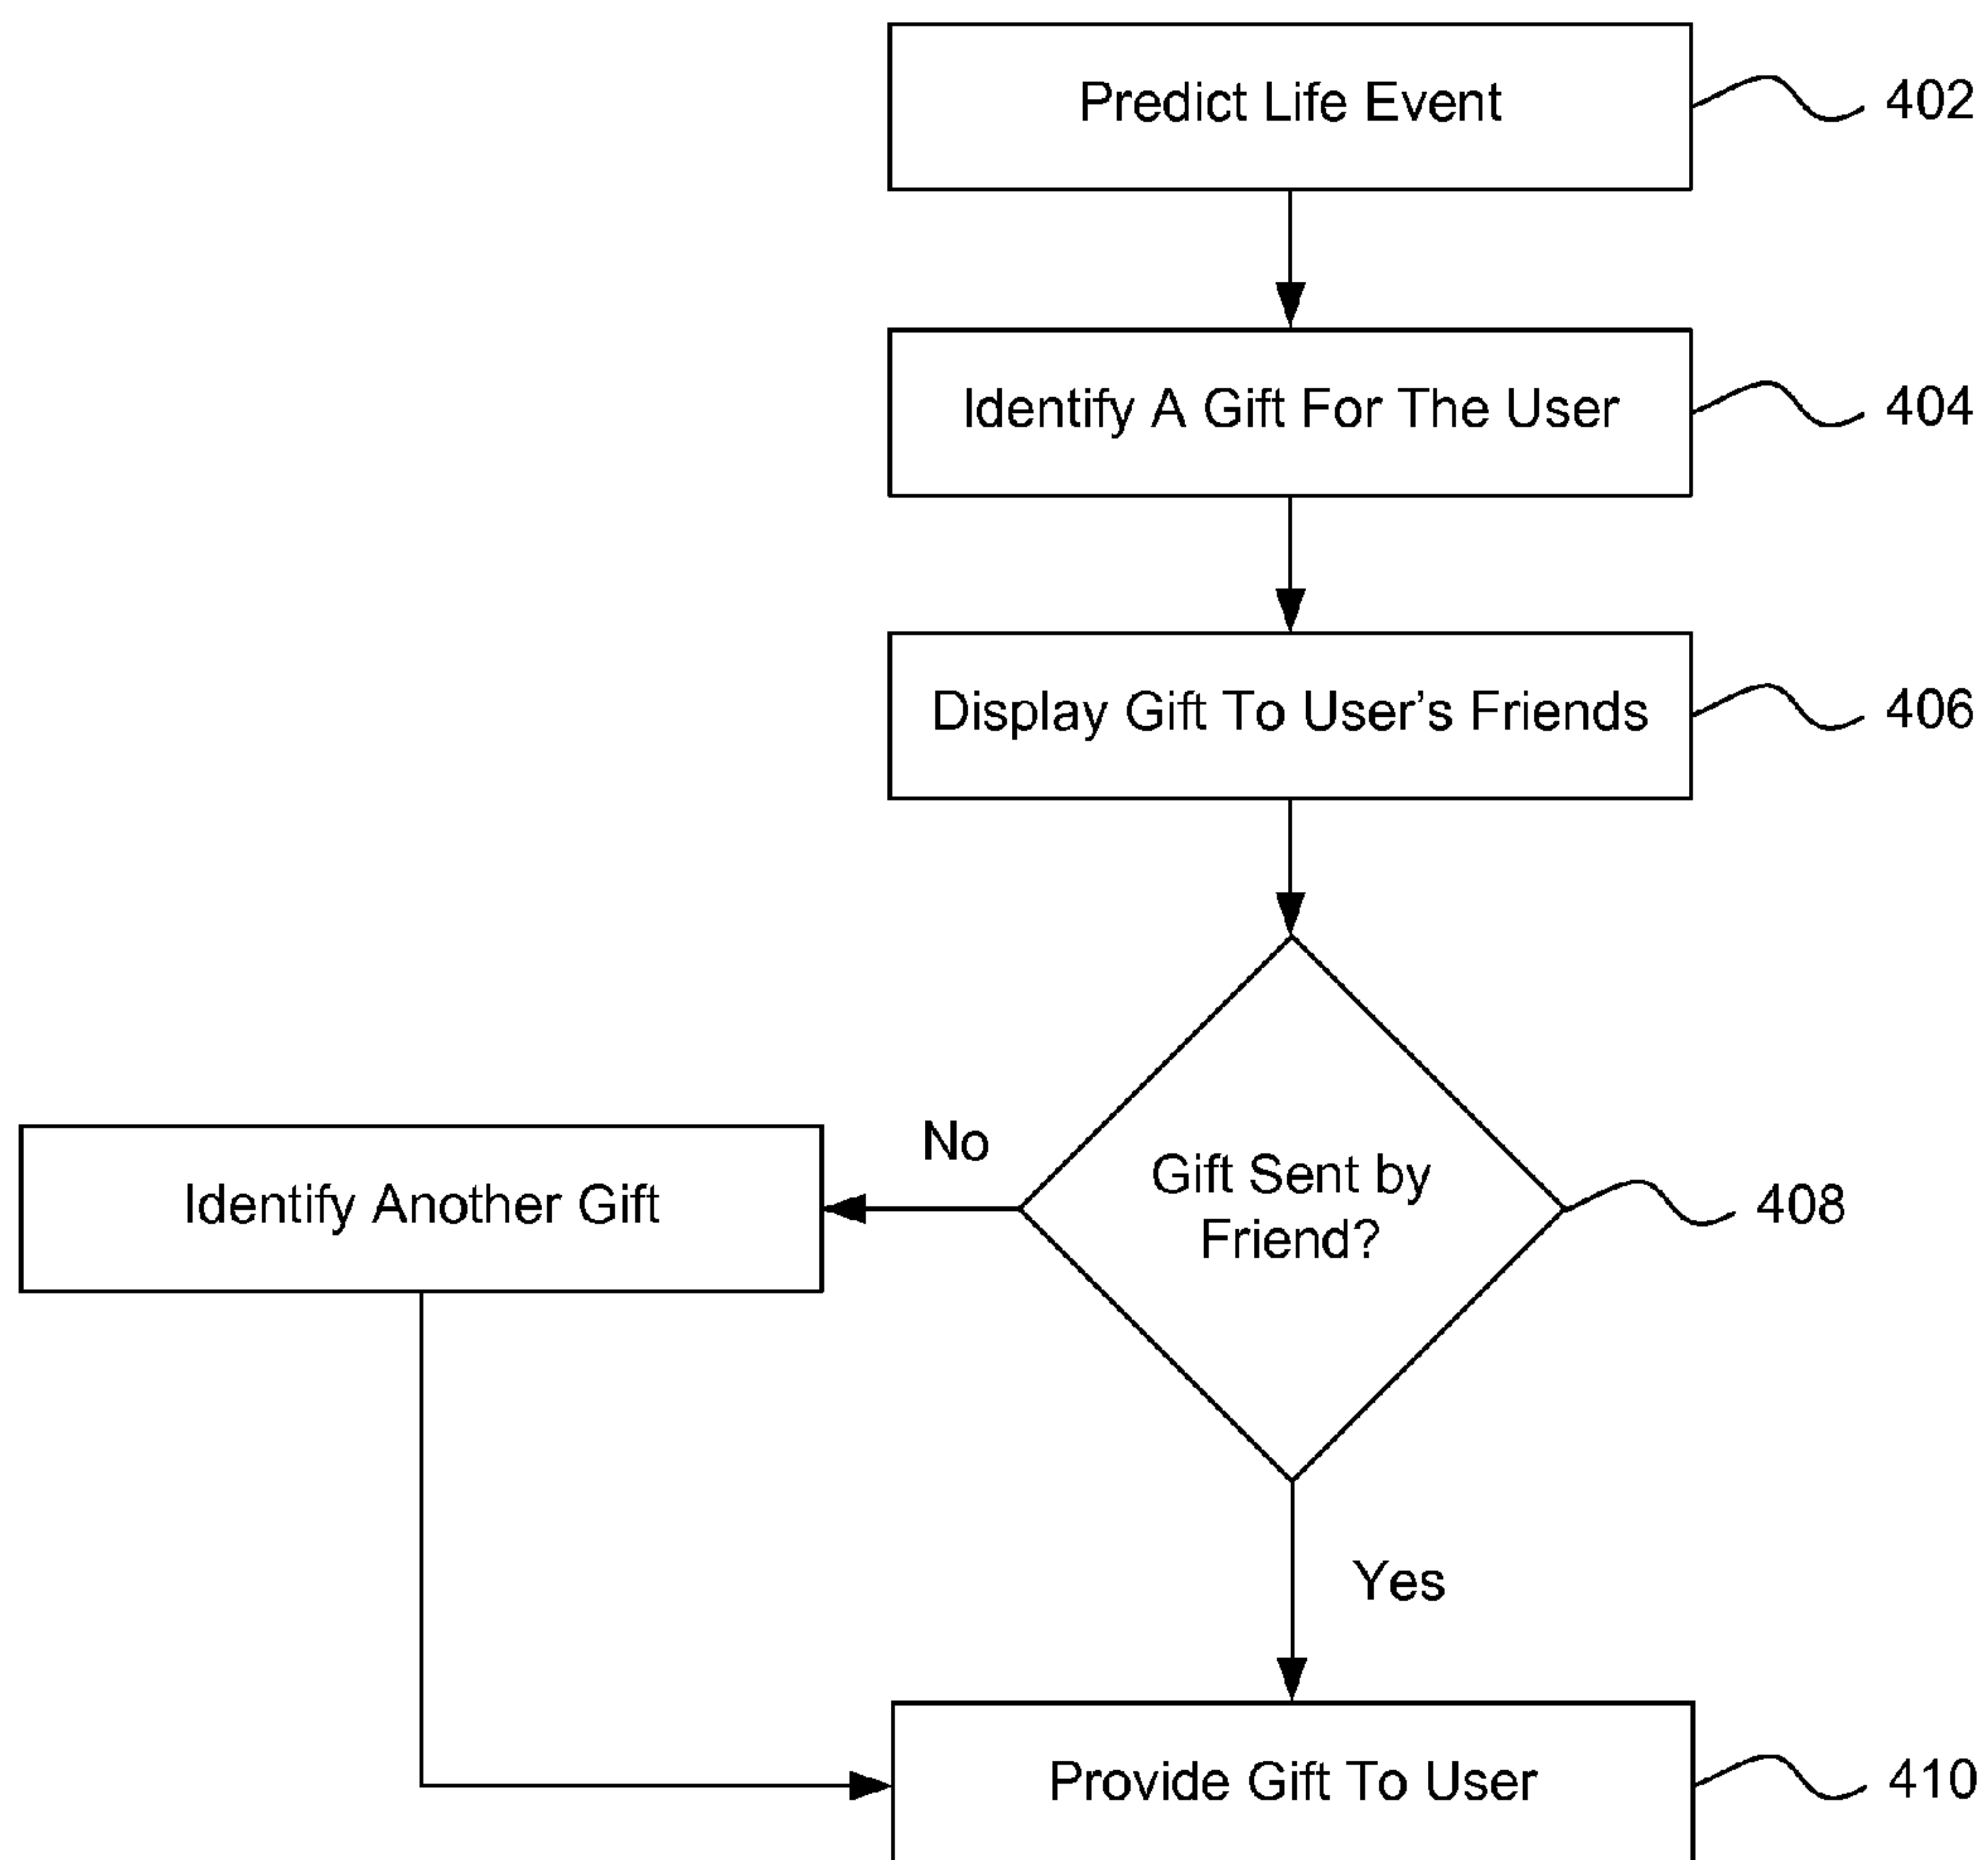 Predict Life Event
402
Identify A Gift For The User
404
Display Gift To User's Friends
406
No
Identify Another Gift
Gift Sent by
Friend?
408
Yes
Provide Gift To User
410